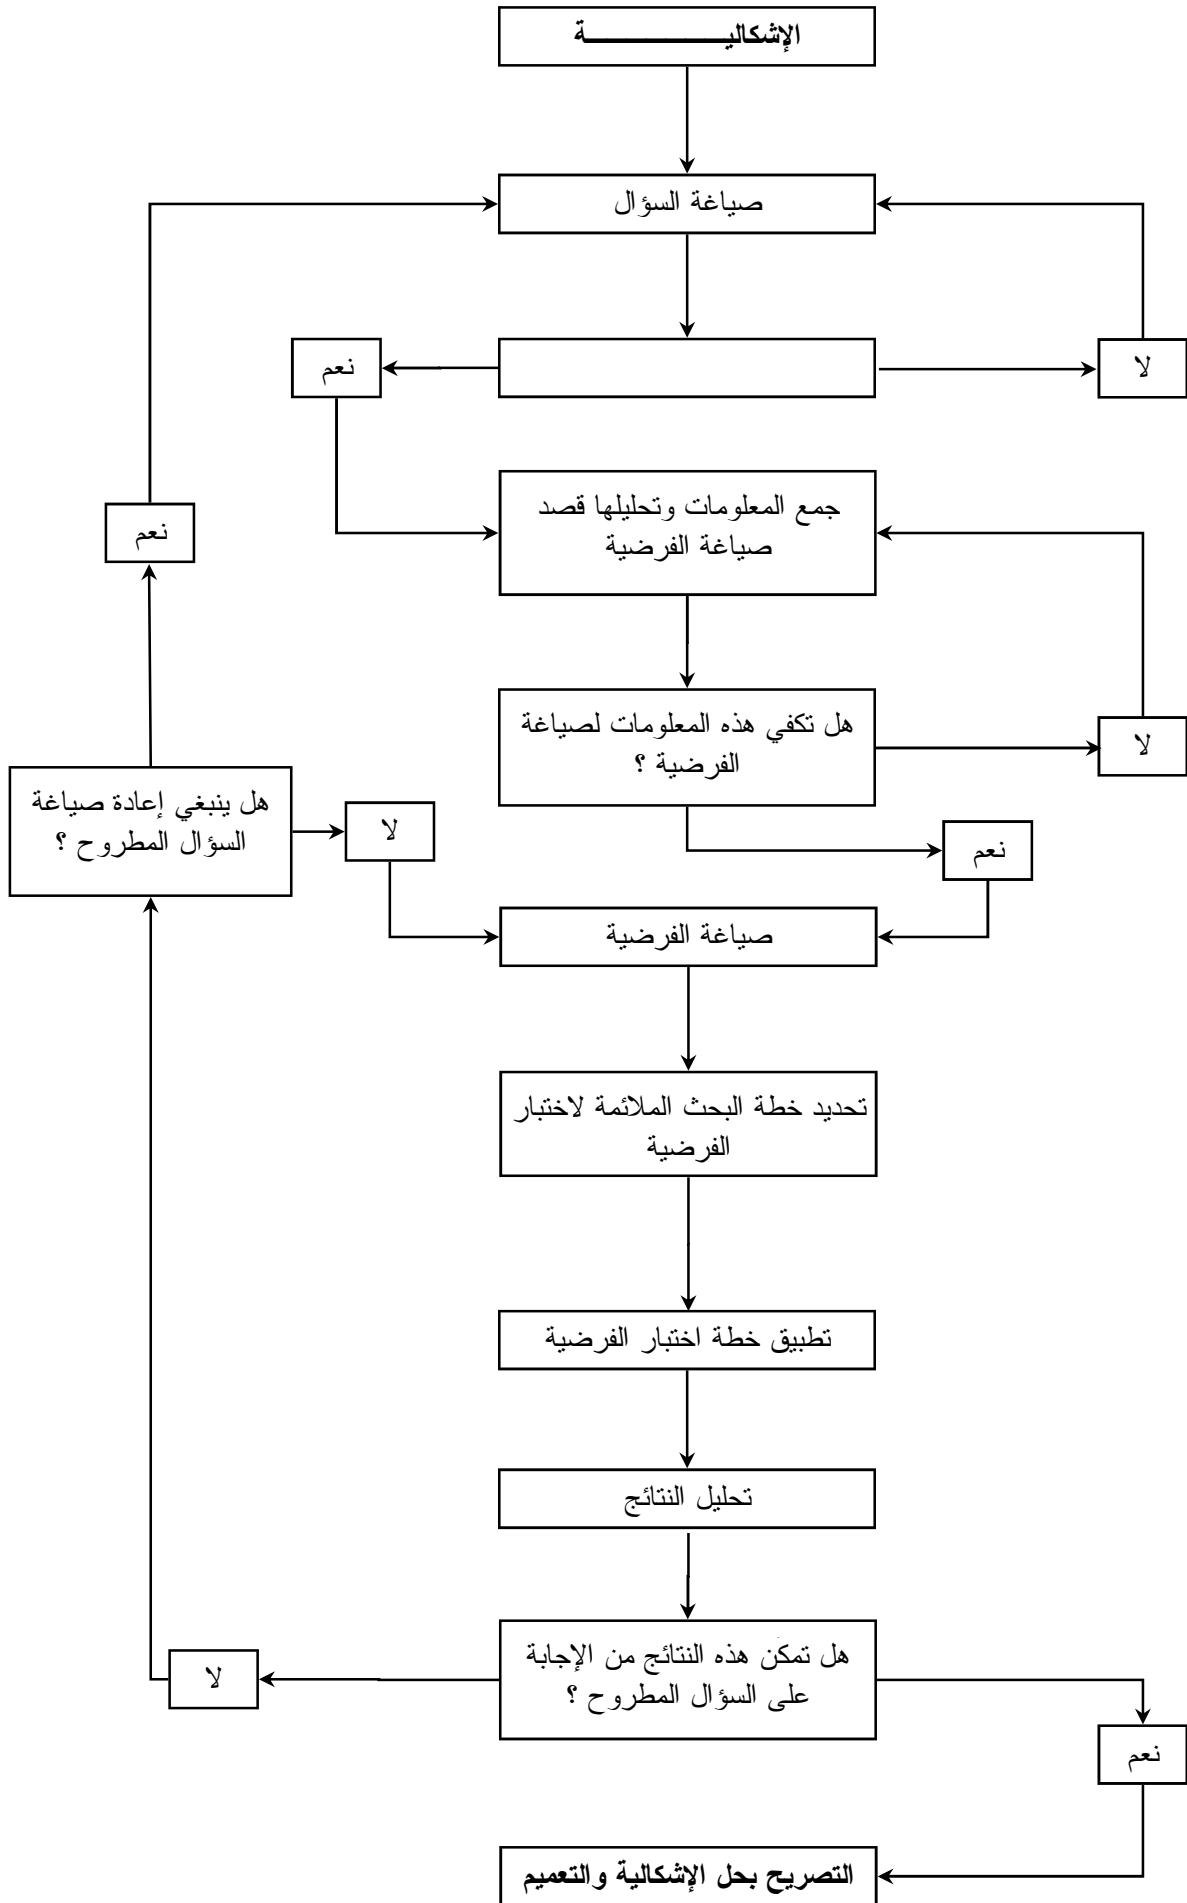 الإشكاليـــــــــــــــــة
صياغة السؤال
نعم
لا
جمع المعلومات وتحليلها قصد
صياغة الفرضية
نعم
هل تكفي هذه المعلومات لصياغة
الفرضية ؟
لا
هل ينبغي إعادة صياغة
السؤال المطروح ؟
لا
نعم
صياغة الفرضية
تحديد خطة البحث الملائمة لاختبار
الفرضية
تطبيق خطة اختبار الفرضية
تحليل النتائج
هل تمكّن هذه النتائج من الإجابة
على السؤال المطروح ؟
لا
نعم
التصريح بحل الإشكالية والتعميم